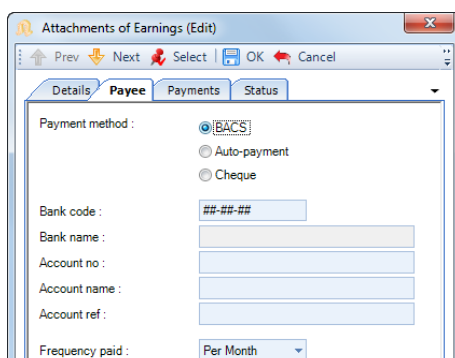 Attachments of Earnings (Edit)
Prev Next Select OK Cancel
Details Payee Payments Status
Payment method : BACS
Auto-payment
Cheque
Bank code : ##-##-##
Bank name :
Account no :
Account name :
Account ref :
Frequency paid : Per Month